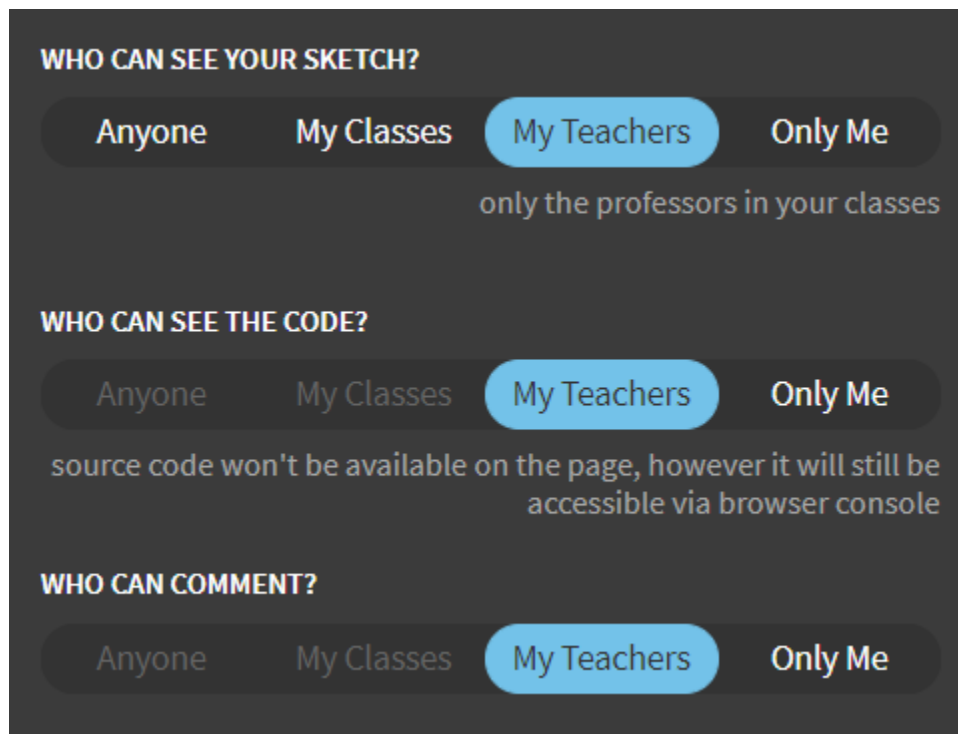 WHO CAN SEE YOUR SKETCH?
Anyone My Classes My Teachers Only Me
only the professors in your classes
WHO CAN SEE THE CODE?
Anyone My Classes My Teachers Only Me
source code won't be available on the page, however it will still be
accessible via browser console
WHO CAN COMMENT?
Anyone My Classes My Teachers Only Me